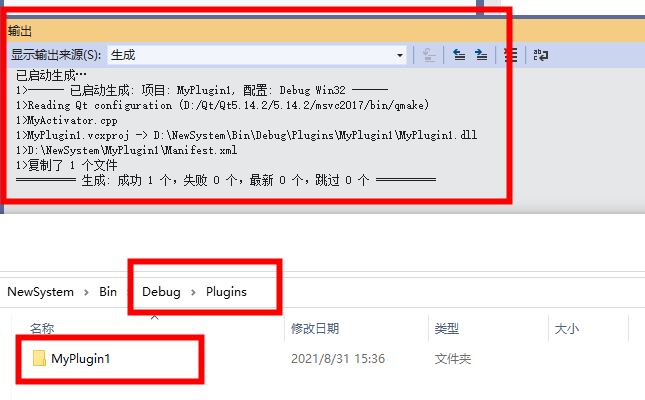 输出
显示输出来源(S): 生成
已启动生成…
1>------ 已启动生成: 项目: MyPlugin1, 配置: Debug Win32 ------
1>Reading Qt configuration (D:/Qt/Qt5.14.2/5.14.2/msvc2017/bin/qmake)
1>MyActivator.cpp
1>MyPlugin1.vcxproj -> D:\NewSystem\Bin\Debug\Plugins\MyPlugin1\MyPlugin1.dll
1>D:\NewSystem\MyPlugin1\Manifest.xml
1>复制了 1 个文件
========== 生成: 成功 1 个，失败 0 个，最新 0 个，跳过 0 个 ==========
NewSystem > Bin > Debug > Plugins
名称 修改日期 类型 大小
MyPlugin1 2021/8/31 15:36 文件夹